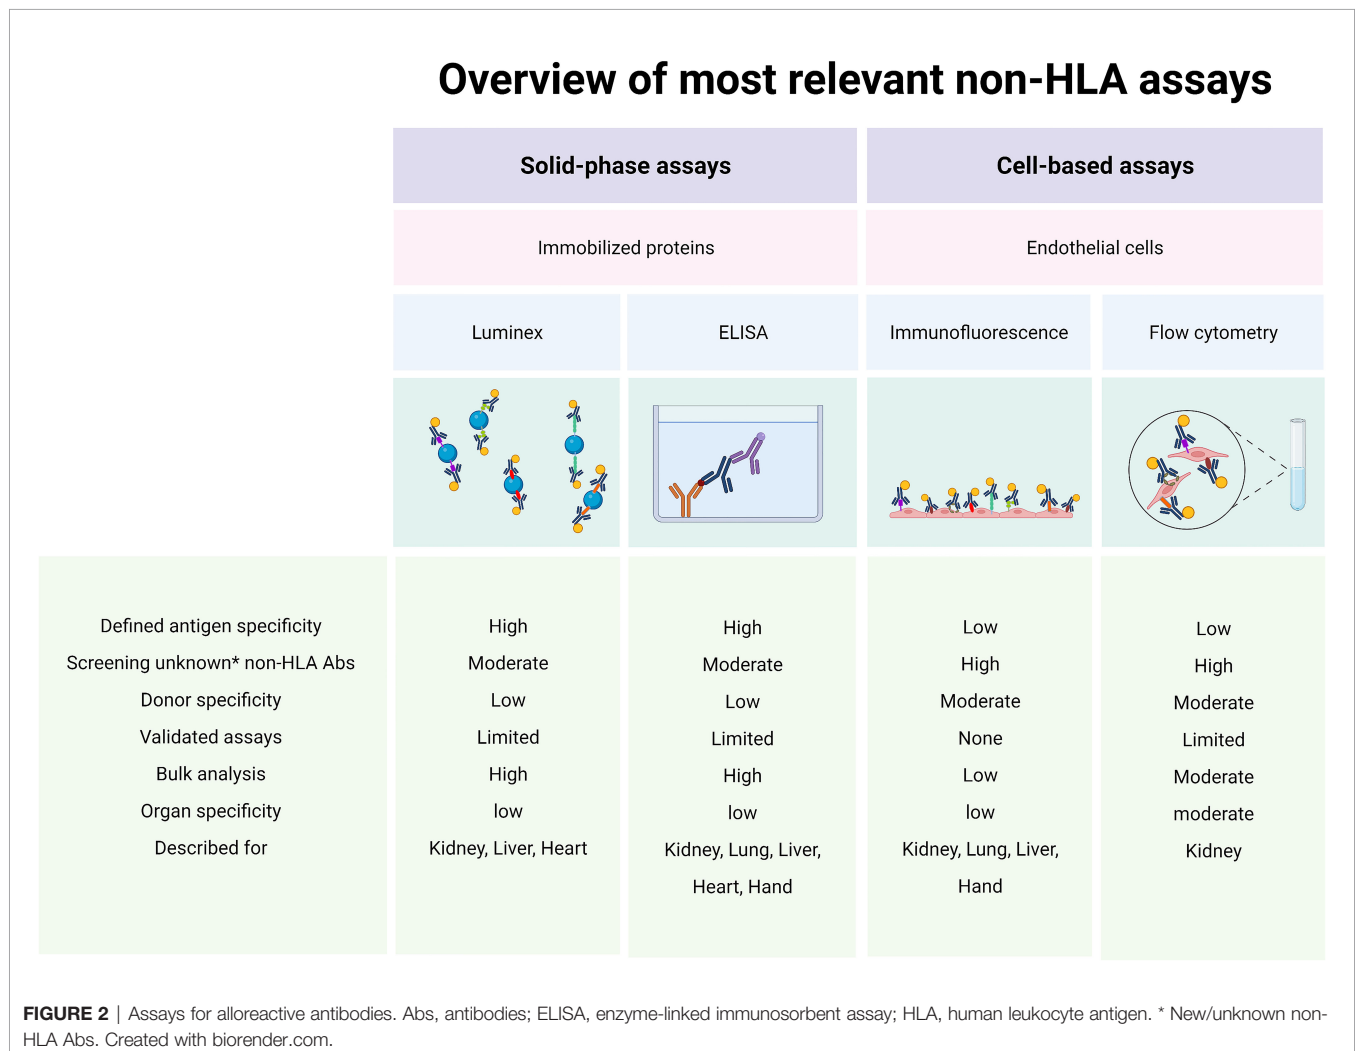 Overview of most relevant non-HLA assays
Solid-phase assays
Cell-based assays
Immobilized proteins
Endothelial cells
Luminex
ELISA
Immunofluorescence
Flow cytometry
Defined antigen specificity
High
High
Low
Low
Screening unknown* non-HLA Abs
Moderate
Moderate
High
High
Donor specificity
Low
Low
Moderate
Moderate
Validated assays
Limited
Limited
None
Limited
Bulk analysis
High
High
Low
Moderate
Organ specificity
low
low
low
moderate
Described for
Kidney, Liver, Heart
Kidney, Lung, Liver,
Heart, Hand
Kidney, Lung, Liver,
Hand
Kidney
FIGURE 2 | Assays for alloreactive antibodies. Abs, antibodies; ELISA, enzyme-linked immunosorbent assay; HLA, human leukocyte antigen. * New/unknown non-
HLA Abs. Created with biorender.com.